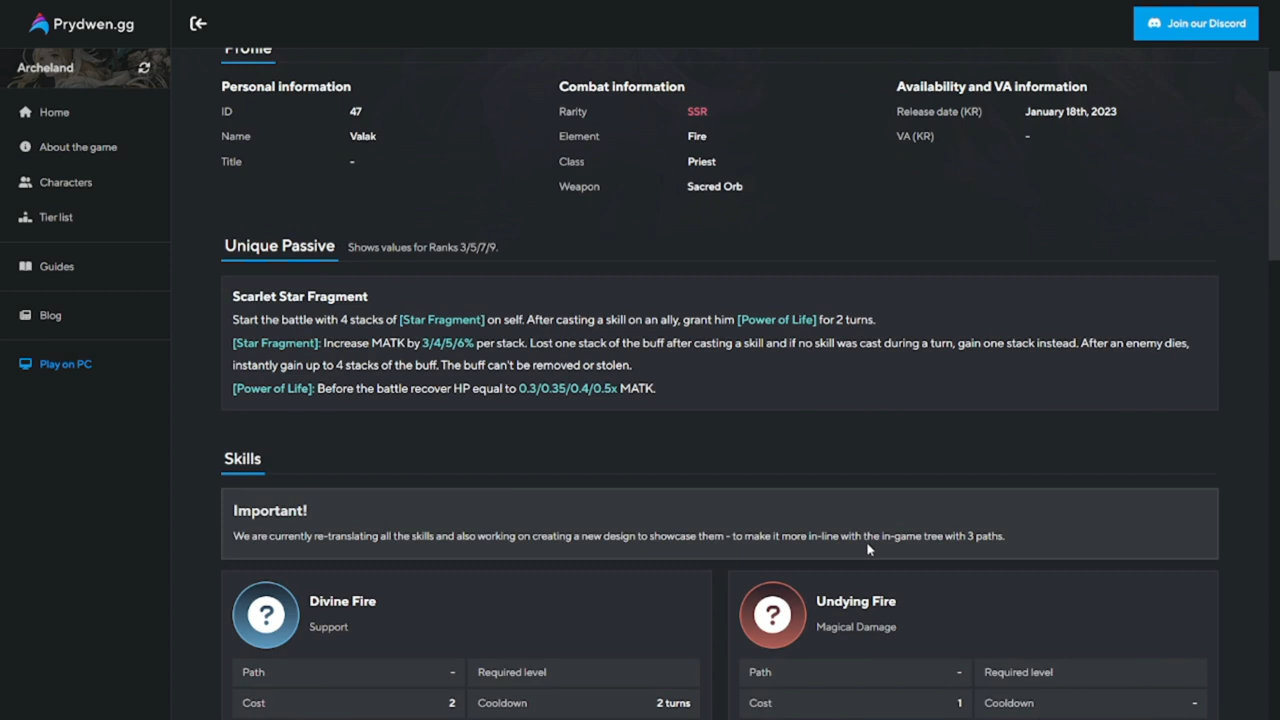 Prydwen.gg
Join our Discord
Archeland
Home
About the game
Characters
Tier list
Guides
Blog
Play on PC
Profile
Personal information
ID 47
Name Valak
Title -
Combat information
Rarity SSR
Element Fire
Class Priest
Weapon Sacred Orb
Availability and VA information
Release date (KR) January 18th, 2023
VA (KR) -
Unique Passive Shows values for Ranks 3/5/7/9.
Scarlet Star Fragment
Start the battle with 4 stacks of [Star Fragment] on self. After casting a skill on an ally, grant him [Power of Life] for 2 turns.
[Star Fragment]: Increase MATK by 3/4/5/6% per stack. Lost one stack of the buff after casting a skill and if no skill was cast during a turn, gain one stack instead. After an enemy dies,
instantly gain up to 4 stacks of the buff. The buff can't be removed or stolen.
[Power of Life]: Before the battle recover HP equal to 0.3/0.35/0.4/0.5x MATK.
Skills
Important!
We are currently re-translating all the skills and also working on creating a new design to showcase them - to make it more in-line with the in-game tree with 3 paths.
Divine Fire
Support
Path - Required level
Cost 2 Cooldown 2 turns
Undying Fire
Magical Damage
Path - Required level
Cost 1 Cooldown -